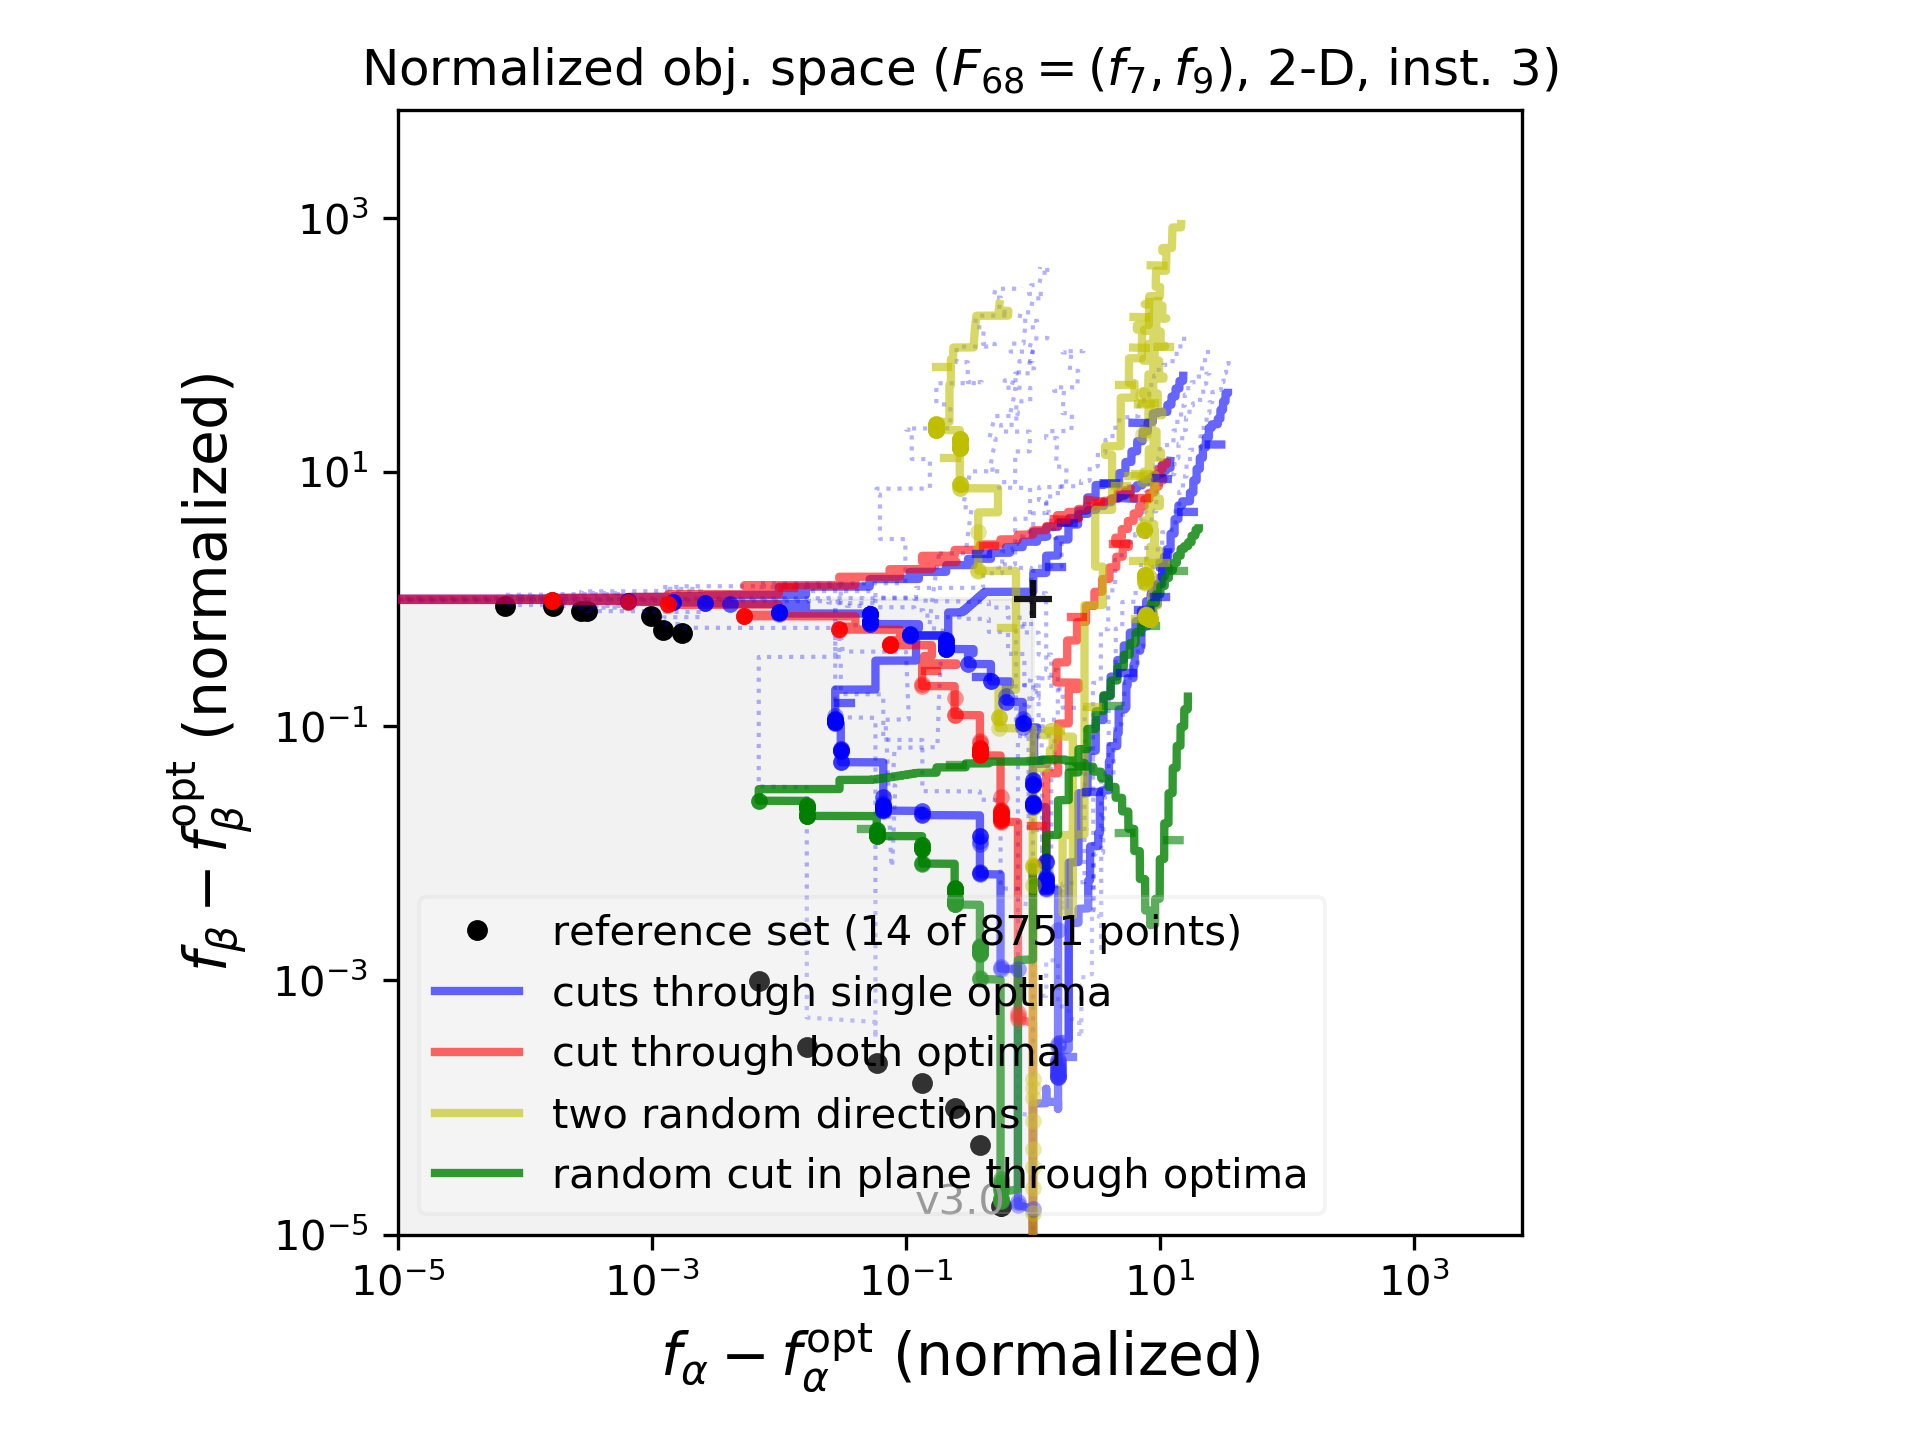 Normalized obj. space (F₆₈ = (f₇, f₉), 2-D, inst. 3)
f_β − f_β^opt (normalized)
10³
10¹
10⁻¹
10⁻³
10⁻⁵
reference set (14 of 8751 points)
cuts through single optima
cut through both optima
two random directions
random cut in plane through optima
v3.0
10⁻⁵ 10⁻³ 10⁻¹ 10¹ 10³
f_α − f_α^opt (normalized)